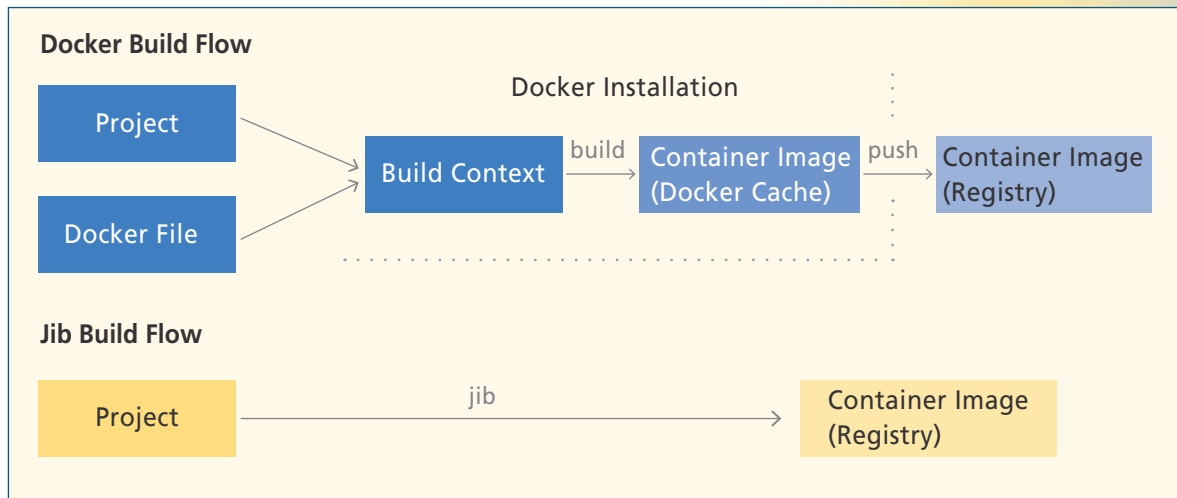 Docker Build Flow
Docker Installation
Project
Docker File
Build Context
build
Container Image
(Docker Cache)
push
Container Image
(Registry)
Jib Build Flow
Project
jib
Container Image
(Registry)